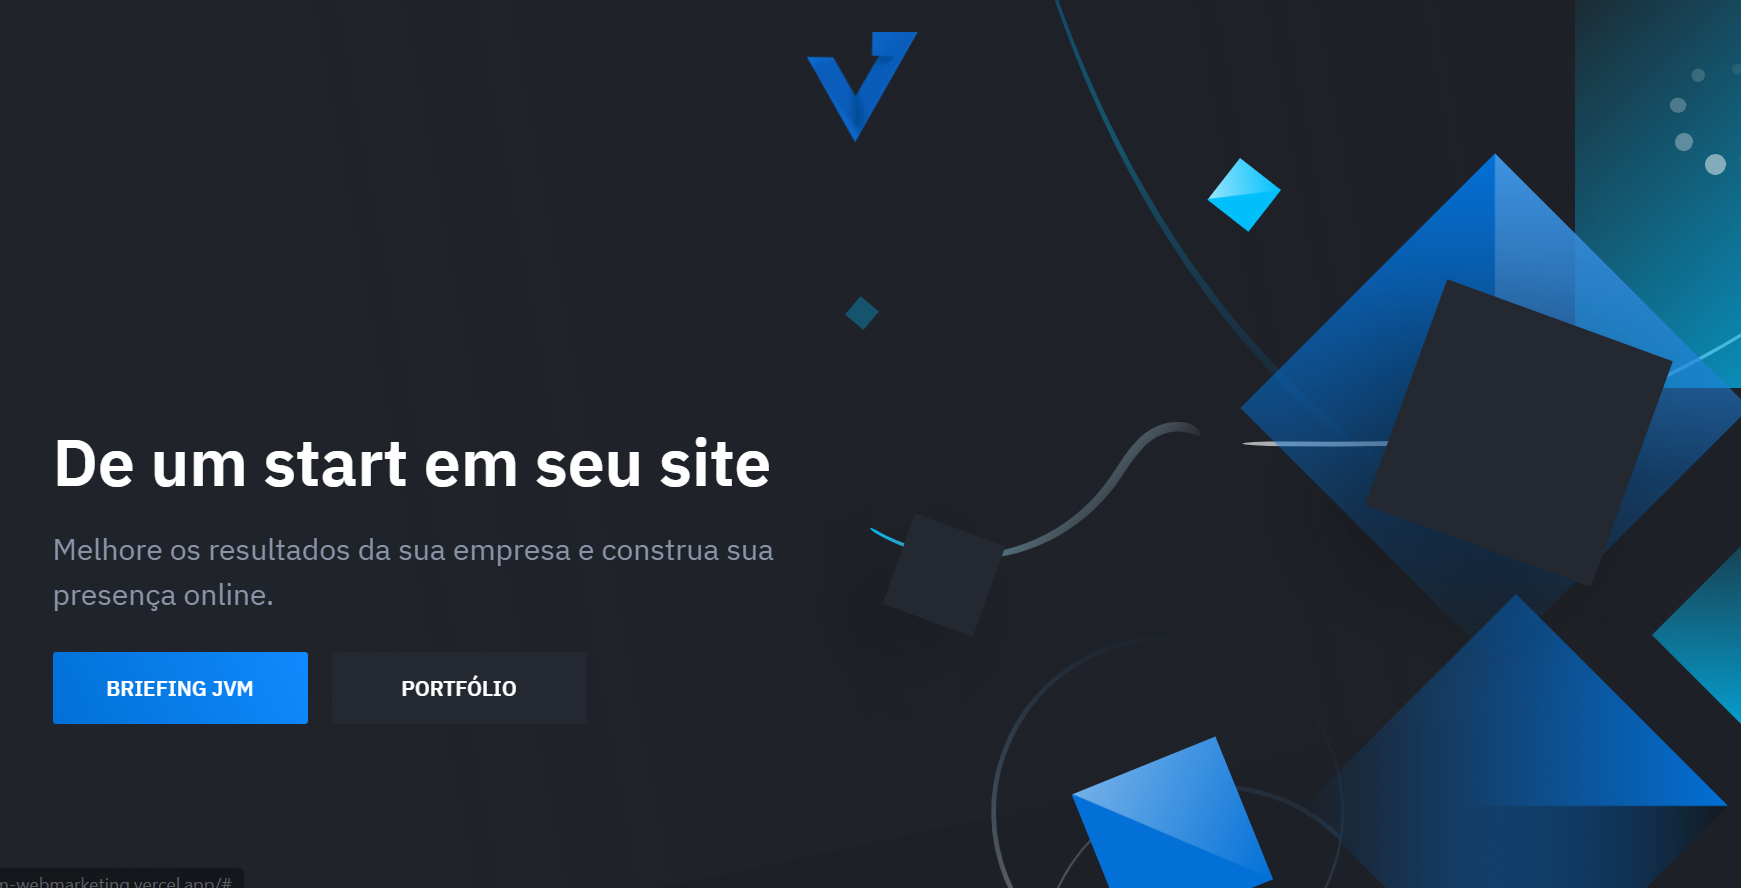 De um start em seu site
Melhore os resultados da sua empresa e construa sua
presença online.
BRIEFING JVM
PORTFÓLIO
m-webmarketing.vercel.app/#